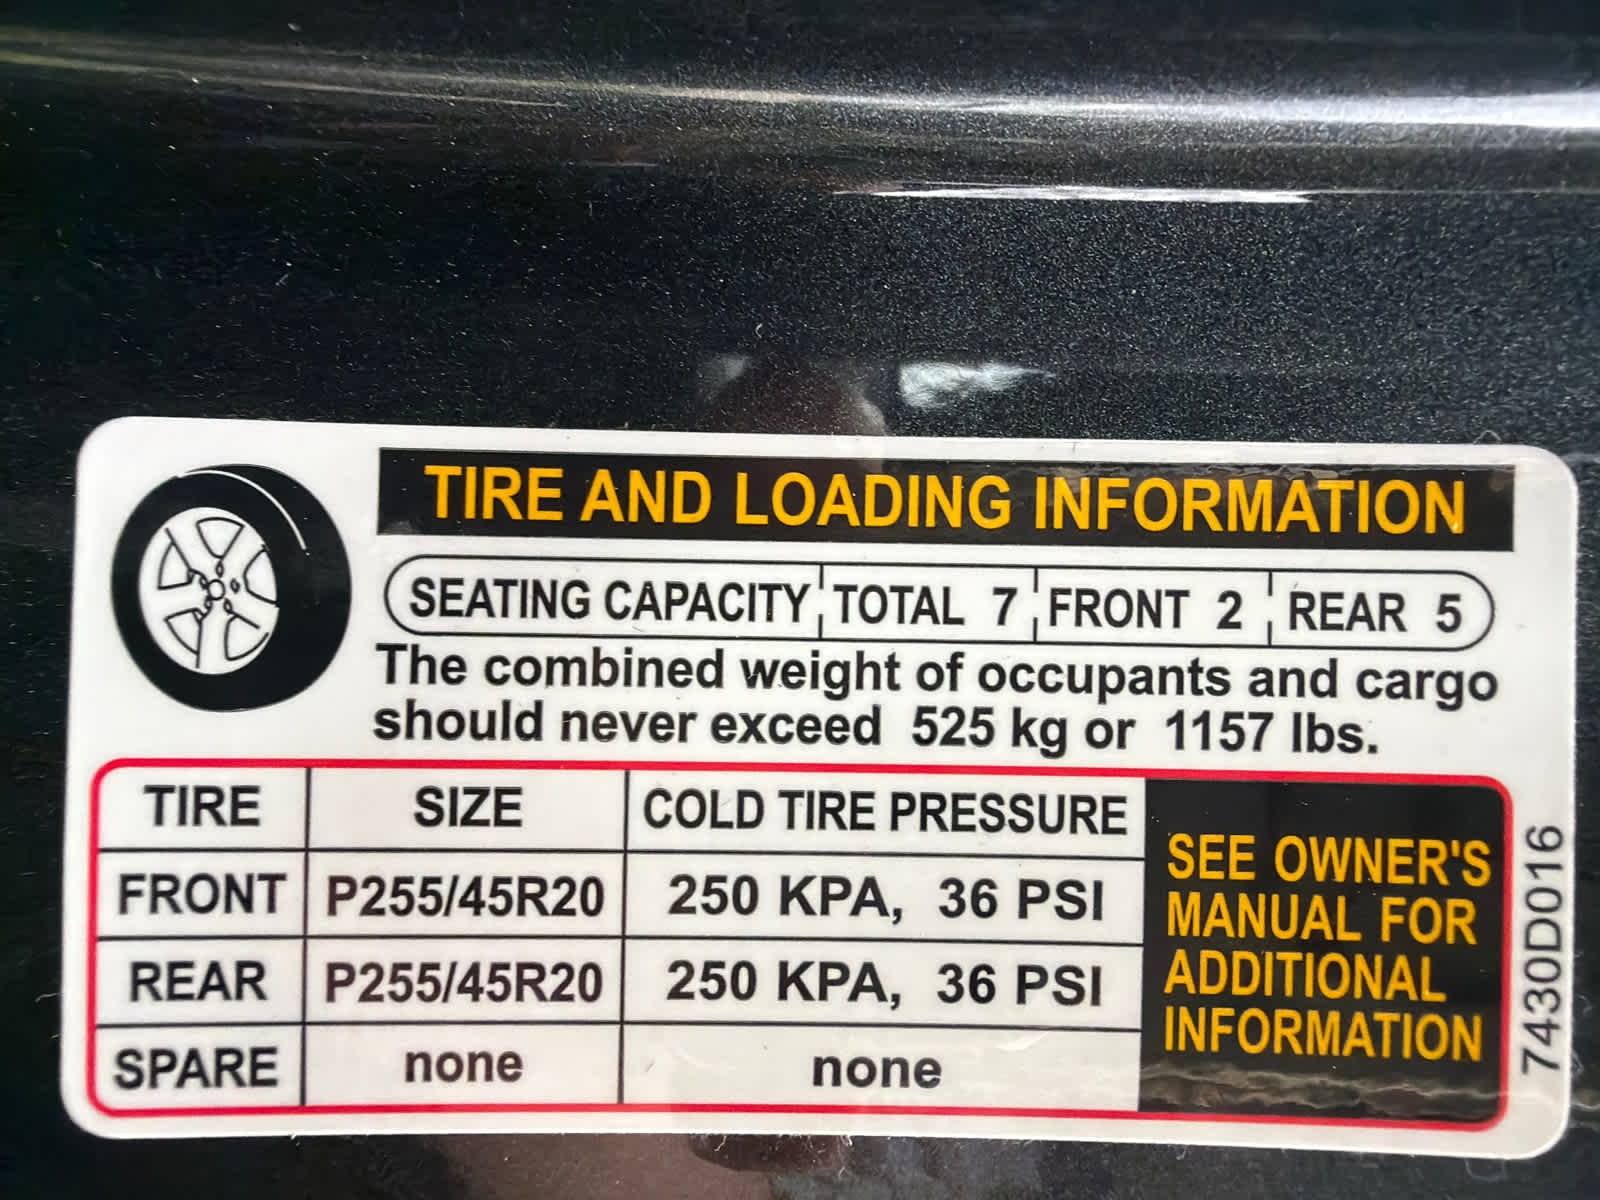 TIRE AND LOADING INFORMATION
SEATING CAPACITY TOTAL 7 FRONT 2 REAR 5
The combined weight of occupants and cargo
should never exceed 525 kg or 1157 lbs.
TIRE SIZE COLD TIRE PRESSURE
FRONT P255/45R20 250 KPA, 36 PSI
REAR P255/45R20 250 KPA, 36 PSI
SPARE none none
SEE OWNER'S
MANUAL FOR
ADDITIONAL
INFORMATION
7430D016